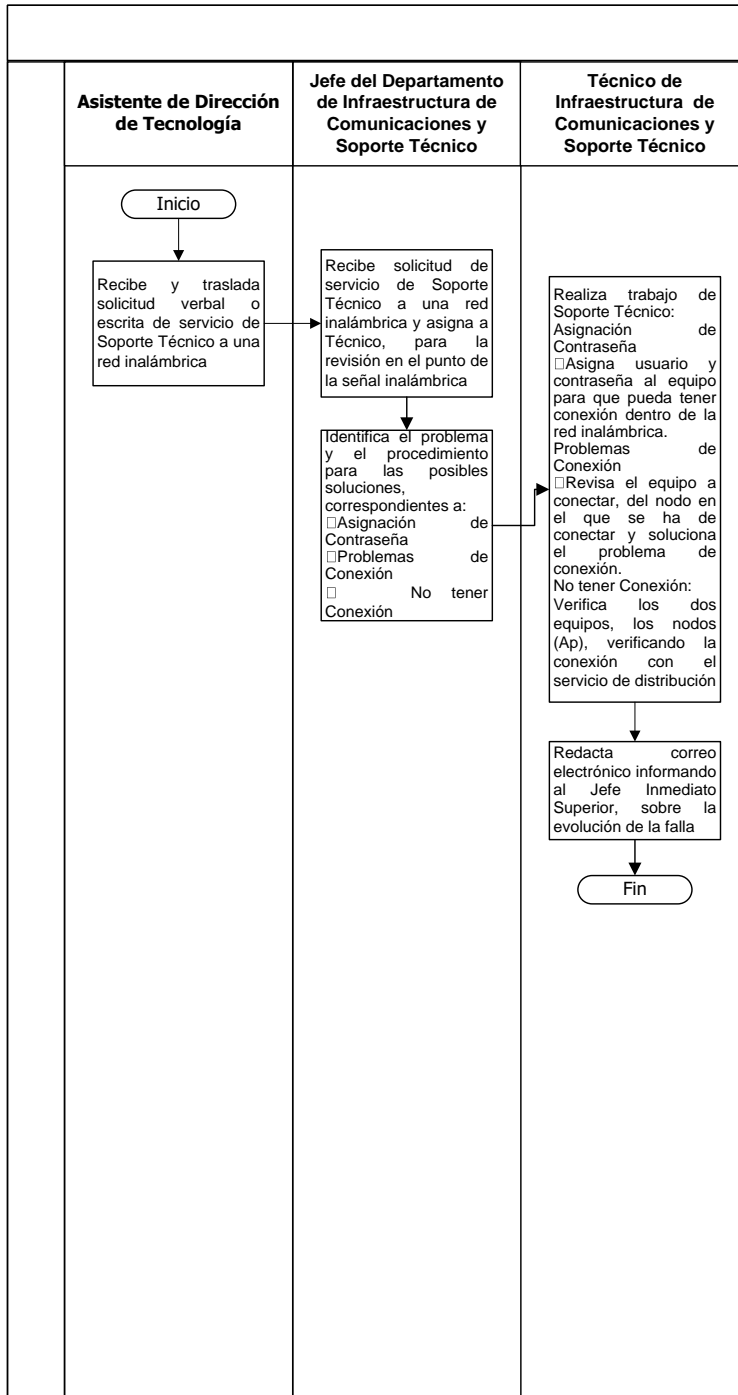 Asistente de Dirección
de Tecnología
Jefe del Departamento
de Infraestructura de
Comunicaciones y
Soporte Técnico
Técnico de
Infraestructura de
Comunicaciones y
Soporte Técnico
Inicio
Recibe y traslada
solicitud verbal o
escrita de servicio de
Soporte Técnico a una
red inalámbrica
Recibe solicitud de
servicio de Soporte
Técnico a una red
inalámbrica y asigna a
Técnico, para la
revisión en el punto de
la señal inalámbrica
Identifica el problema
y el procedimiento
para las posibles
soluciones,
correspondientes a:
□Asignación de
Contraseña
□Problemas de
Conexión
□ No tener
Conexión
Realiza trabajo de
Soporte Técnico:
Asignación de
Contraseña
□Asigna usuario y
contraseña al equipo
para que pueda tener
conexión dentro de la
red inalámbrica.
Problemas de
Conexión
□Revisa el equipo a
conectar, del nodo en
el que se ha de
conectar y soluciona
el problema de
conexión.
No tener Conexión:
Verifica los dos
equipos, los nodos
(Ap), verificando la
conexión con el
servicio de distribución
Redacta correo
electrónico informando
al Jefe Inmediato
Superior, sobre la
evolución de la falla
Fin